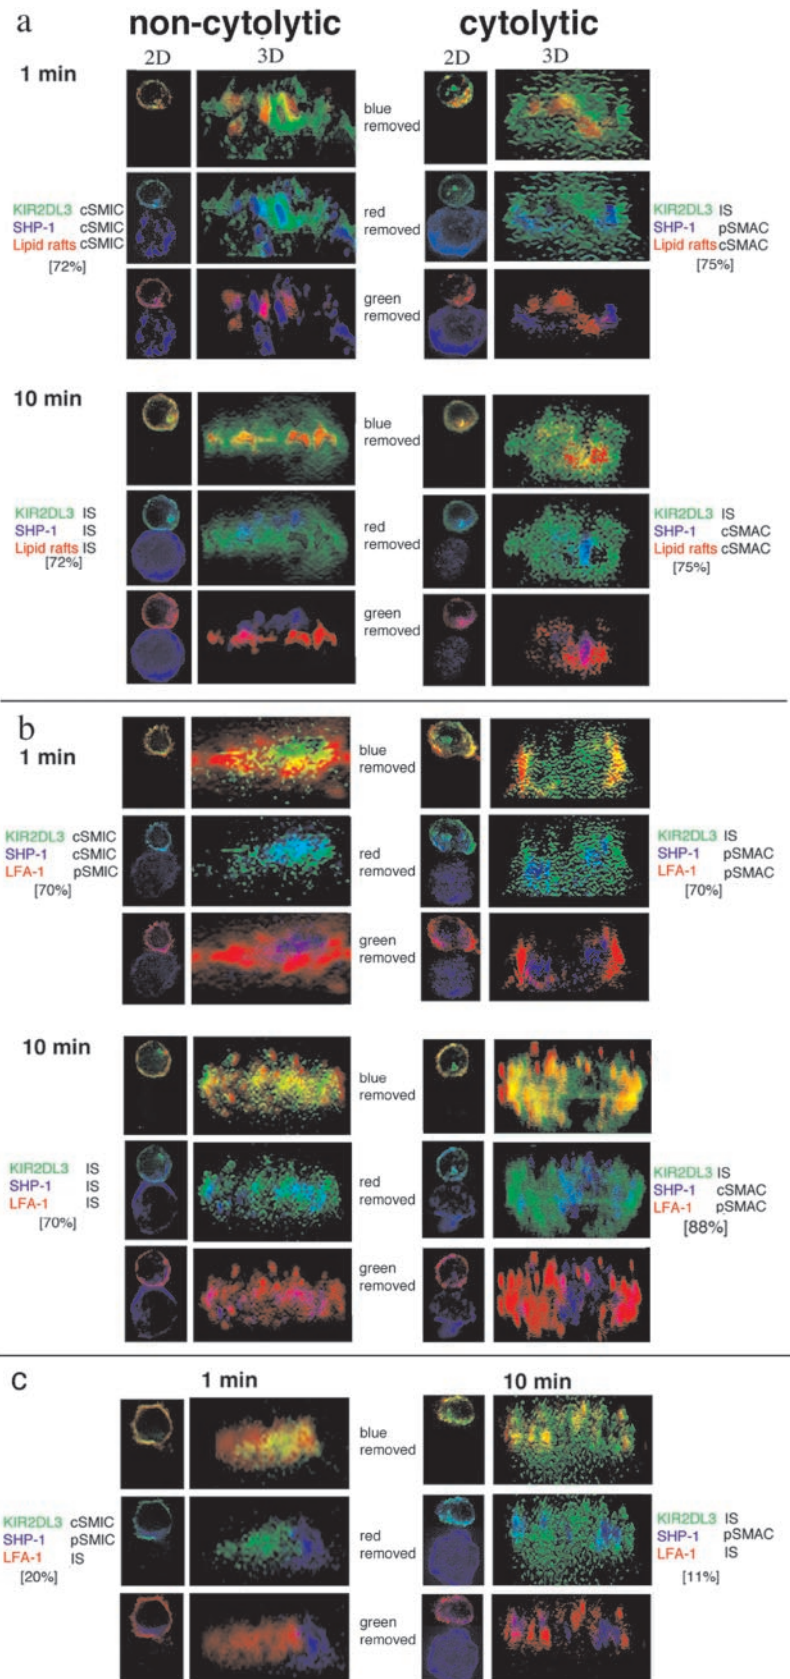 a non-cytolytic cytolytic
2D 3D 2D 3D
1 min
blue
removed
KIR2DL3 cSMIC
SHP-1 cSMIC
Lipid rafts cSMIC
[72%]
red
removed
KIR2DL3 IS
SHP-1 pSMAC
Lipid rafts cSMAC
[75%]
green
removed
10 min
blue
removed
KIR2DL3 IS
SHP-1 IS
Lipid rafts IS
[72%]
red
removed
KIR2DL3 IS
SHP-1 cSMAC
Lipid rafts cSMAC
[75%]
green
removed
b
1 min
blue
removed
KIR2DL3 cSMIC
SHP-1 cSMIC
LFA-1 pSMIC
[70%]
red
removed
KIR2DL3 IS
SHP-1 pSMAC
LFA-1 pSMAC
[70%]
green
removed
10 min
blue
removed
KIR2DL3 IS
SHP-1 IS
LFA-1 IS
[70%]
red
removed
KIR2DL3 IS
SHP-1 cSMAC
LFA-1 pSMAC
[88%]
green
removed
c 1 min 10 min
blue
removed
KIR2DL3 cSMIC
SHP-1 pSMIC
LFA-1 IS
[20%]
red
removed
KIR2DL3 IS
SHP-1 pSMAC
LFA-1 IS
[11%]
green
removed